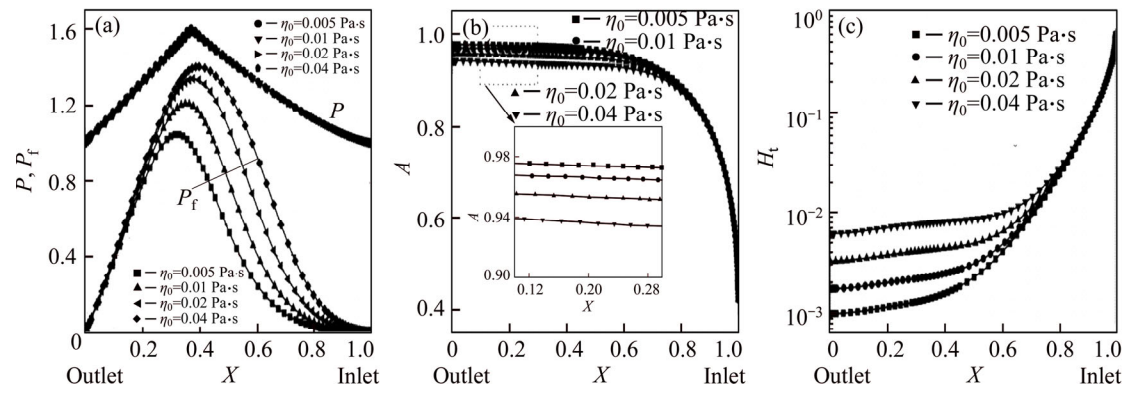 (a)
η0=0.005 Pa·s
η0=0.01 Pa·s
η0=0.02 Pa·s
η0=0.04 Pa·s
P
Pf
η0=0.005 Pa·s
η0=0.01 Pa·s
η0=0.02 Pa·s
η0=0.04 Pa·s
P, Pf
1.6
1.2
0.8
0.4
0
0.2 0.4 0.6 0.8 1.0
Outlet X Inlet
(b)
η0=0.005 Pa·s
η0=0.01 Pa·s
η0=0.02 Pa·s
η0=0.04 Pa·s
A
1.0
0.8
0.6
0.4
0.98
0.94
0.90
A
0.12 0.20 0.28
X
0 0.2 0.4 0.6 0.8 1.0
Outlet X Inlet
(c)
η0=0.005 Pa·s
η0=0.01 Pa·s
η0=0.02 Pa·s
η0=0.04 Pa·s
Ht
10^0
10^-1
10^-2
10^-3
0 0.2 0.4 0.6 0.8 1.0
Outlet X Inlet